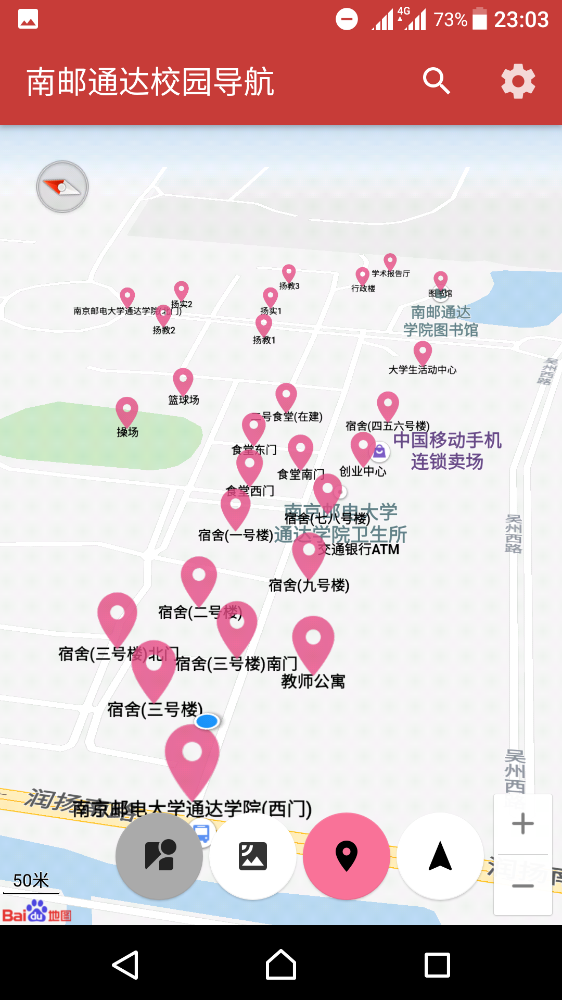 4G
73%
23:03
南邮通达校园导航
学术报告厅
扬教3
行政楼
图书馆
扬实2
南京邮电大学通达学院(北门)
扬实1
南邮通达
学院图书馆
扬教2
扬教1
大学生活动中心
吴州西路
篮球场
二号食堂(在建)
宿舍(四五六号楼)
操场
中国移动手机
连锁卖场
食堂东门
食堂南门
创业中心
食堂西门
南京邮电大学
通达学院卫生所
宿舍(七八号楼)
宿舍(一号楼)
吴州西路
交通银行ATM
宿舍(九号楼)
宿舍(二号楼)
宿舍(三号楼)北门
宿舍(三号楼)南门
教师公寓
宿舍(三号楼)
吴州西路
润扬南路
南京邮电大学通达学院(西门)
润扬南
50米
Bai du 地图